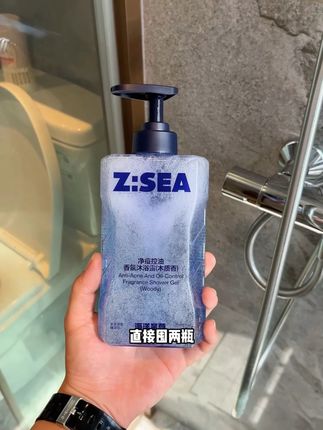 Z:SEA
净痘控油
香氛沐浴露(木质香)
Anti-Acne And Oil-Control
Fragrance Shower Gel
(Woody)
直接囤两瓶